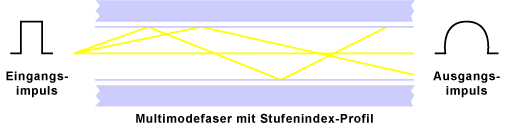 Eingangs-
impuls
Ausgangs-
impuls
Multimodefaser mit Stufenindex-Profil